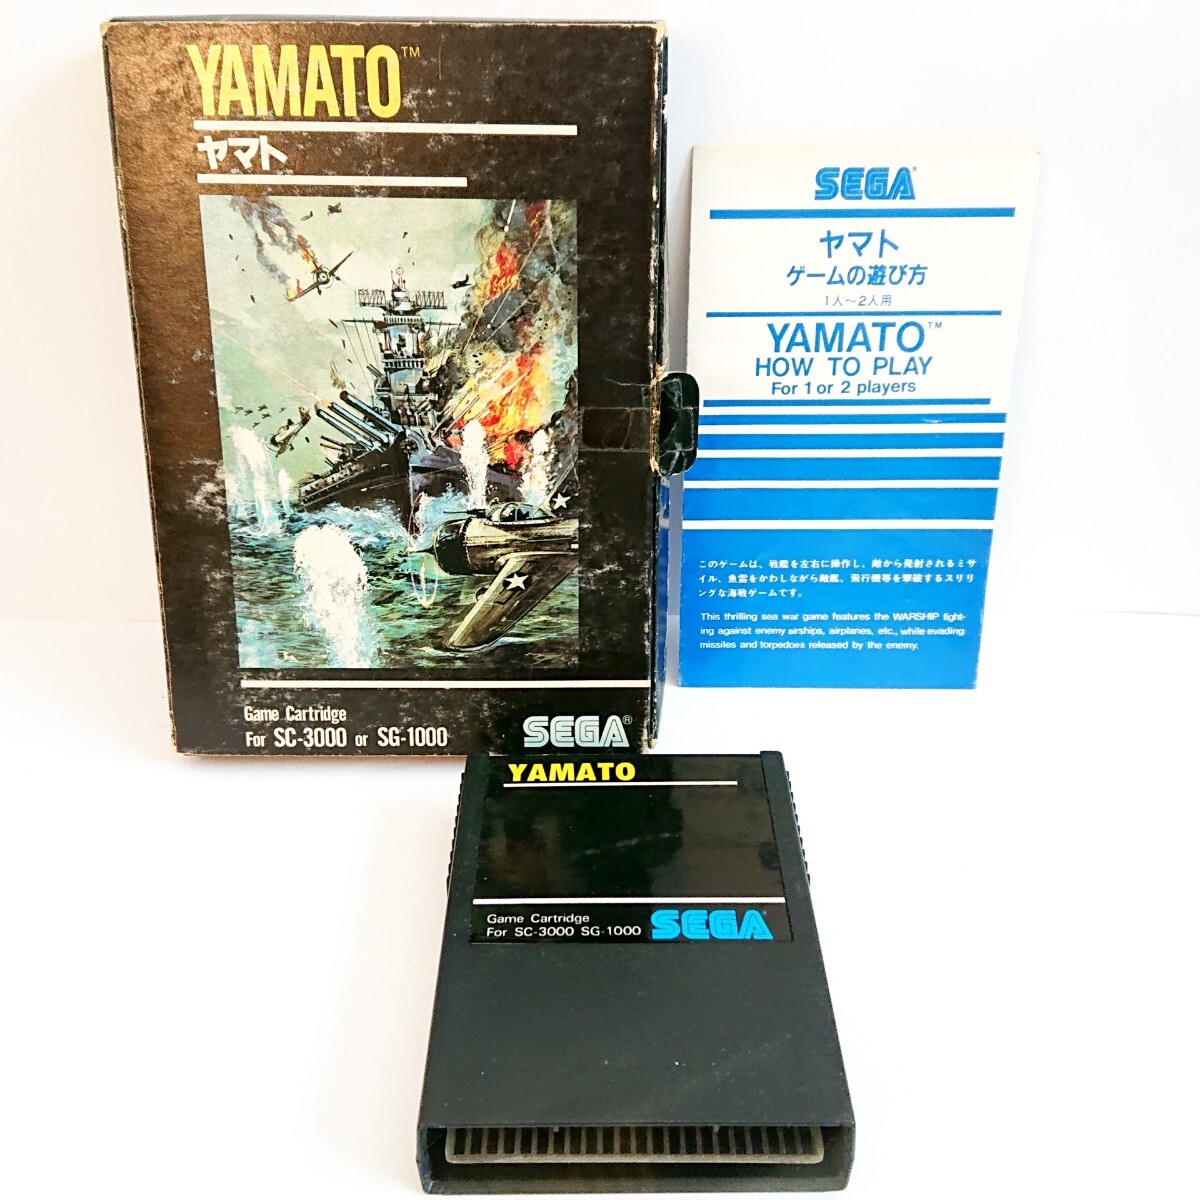 YAMATO™
ヤマト
Game Cartridge
For SC-3000 or SG-1000
SEGA®
SEGA
ヤマト
ゲームの遊び方
1人〜2人用
YAMATO™
HOW TO PLAY
For 1 or 2 players
このゲームは、戦艦を左右に操作し、敵から発射されるミサ
イル、魚雷をかわしながら敵艦、飛行機等を撃破するスリリ
ングな海戦ゲームです。
This thrilling sea war game features the WARSHIP fight-
ing against enemy airships, airplanes, etc., while evading
missiles and torpedoes released by the enemy.
YAMATO
Game Cartridge
For SC-3000 SG-1000
SEGA